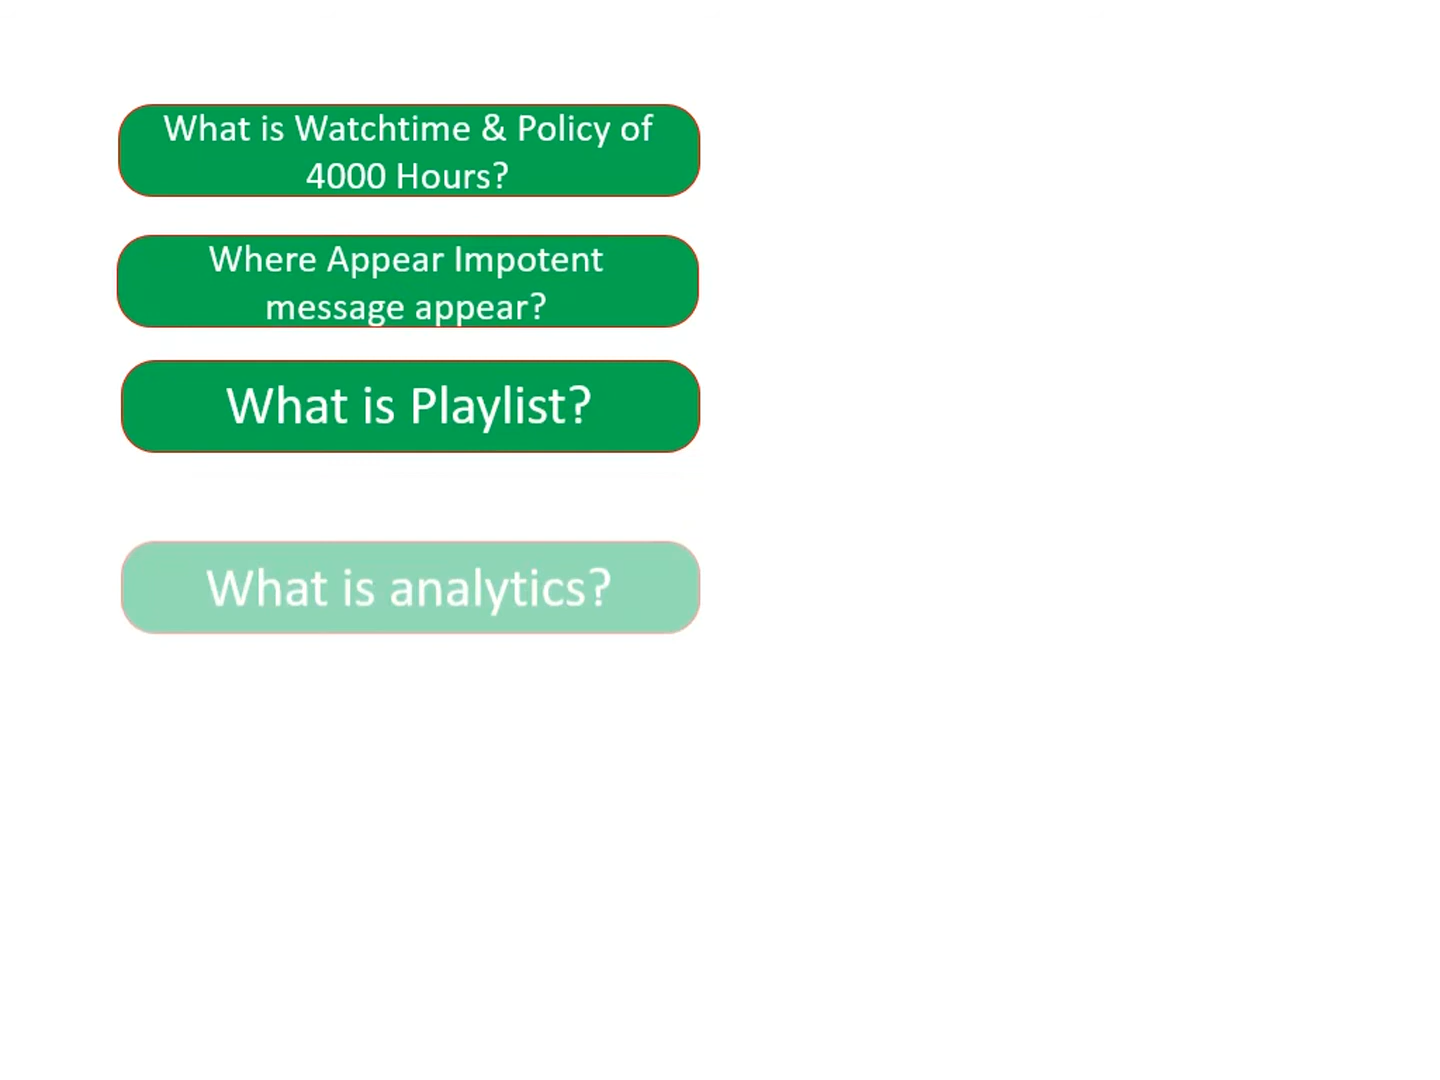 What is Watchtime & Policy of
4000 Hours?
Where Appear Impotent
message appear?
What is Playlist?
What is analytics?